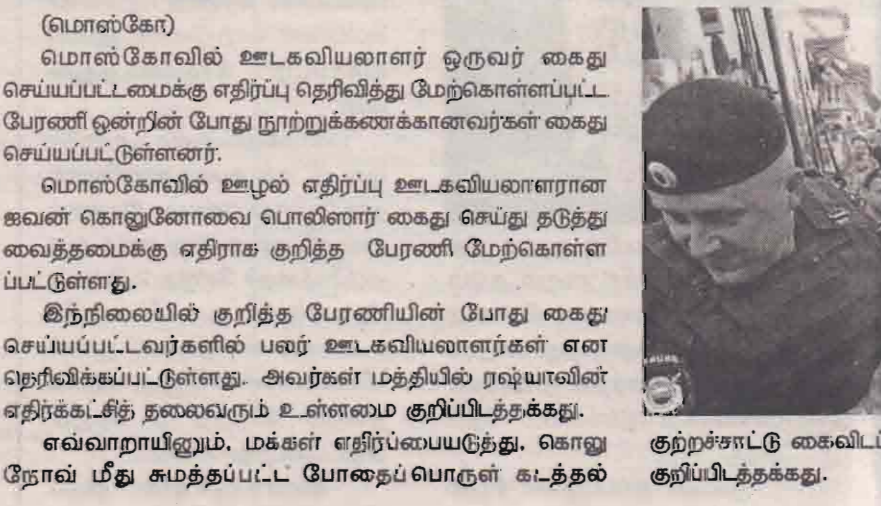 (மொஸ்கோ)
மொஸ்கோவில் ஊடகவியலாளர் ஒருவர் கைது
செய்யப்பட்டமைக்கு எதிர்ப்பு தெரிவித்து மேற்கொள்ளப்பட்ட
பேரணி ஒன்றின் போது நூற்றுக்கணக்கானவர்கள் கைது
செய்யப்பட்டுள்ளனர்.
மொஸ்கோவில் ஊழல் எதிர்ப்பு ஊடகவியலாளரான
ஐவன் கொலுனோவை பொலிஸார் கைது செய்து தடுத்து
வைத்தமைக்கு எதிராக குறித்த பேரணி மேற்கொள்ள
ப்பட்டுள்ளது.
இந்நிலையில் குறித்த பேரணியின் போது கைது
செய்யப்பட்டவர்களில் பலர் ஊடகவியலாளர்கள் என
தெரிவிக்கப்பட்டுள்ளது. அவர்கள் மத்தியில் ரஷ்யாவின்
எதிர்க்கட்சித் தலைவரும் உள்ளமை குறிப்பிடத்தக்கது.
எவ்வாறாயினும், மக்கள் எதிர்ப்பையடுத்து, கொலு
நோவ் மீது சுமத்தப்பட்ட போதைப்பொருள் கடத்தல்
குற்றச்சாட்டு கைவிடப்
குறிப்பிடத்தக்கது.